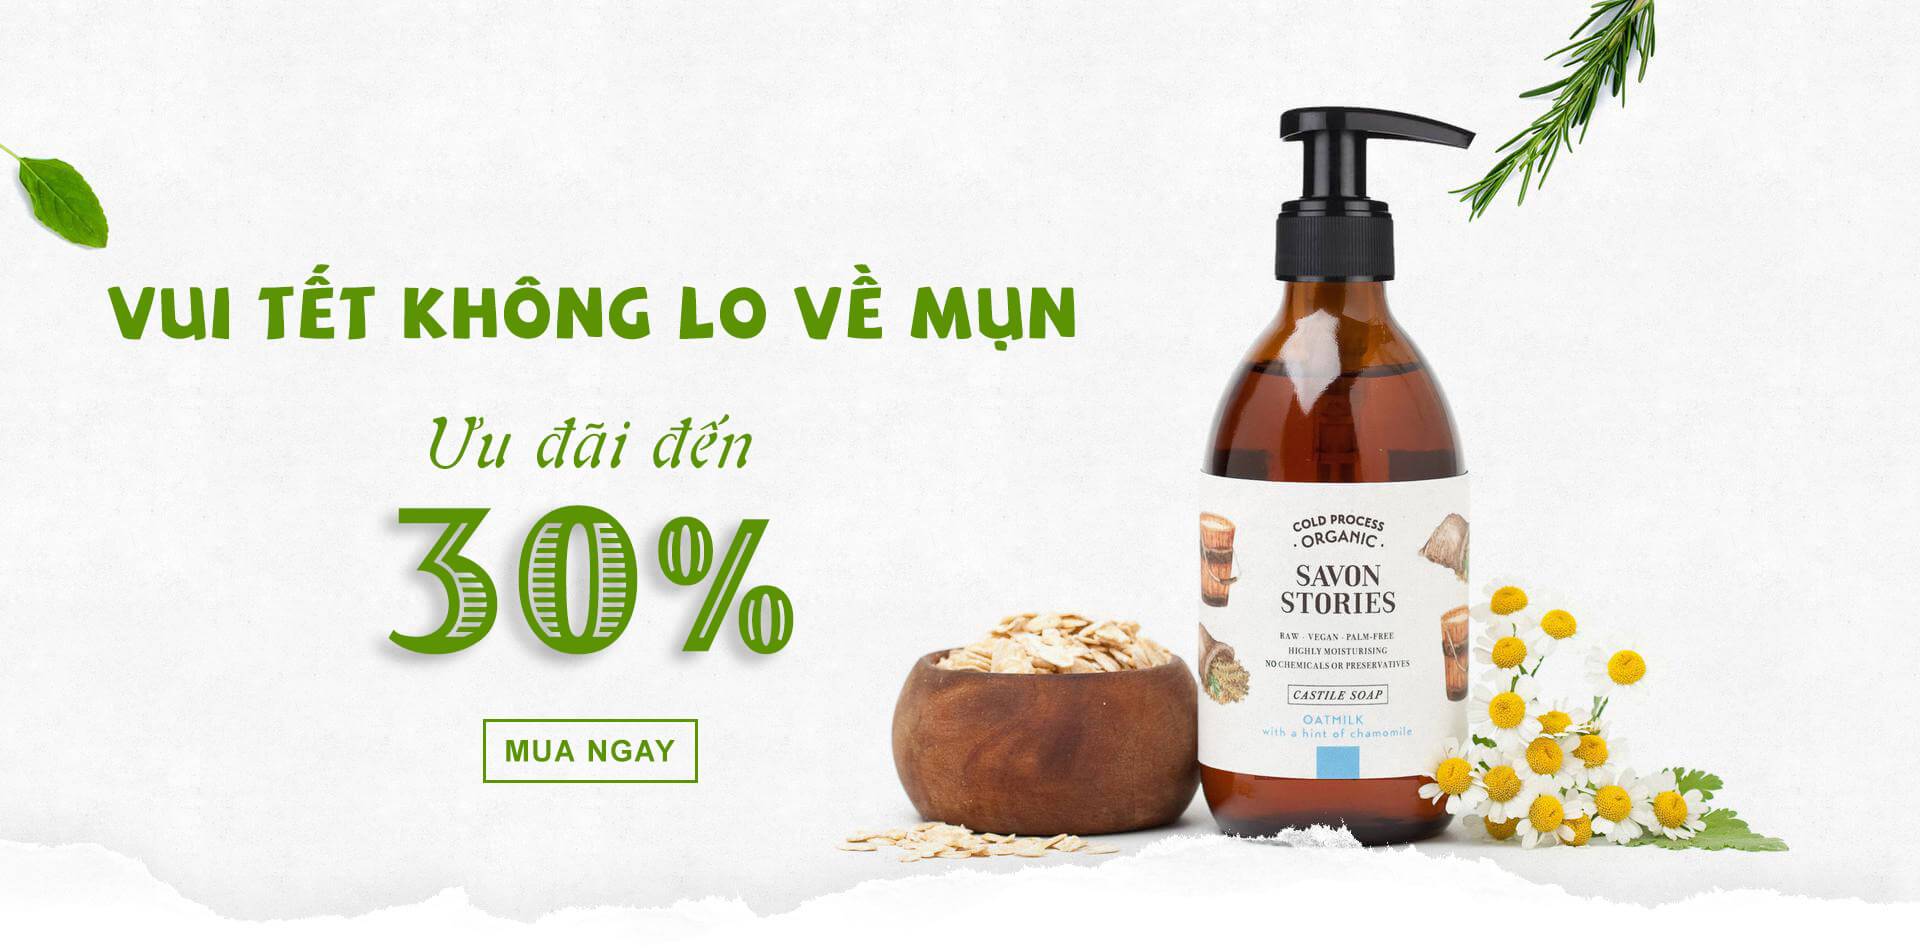 VUI TẾT KHÔNG LO VỀ MỤN
Ưu đãi đến
30%
MUA NGAY
COLD PROCESS
· ORGANIC ·
SAVON
STORIES
RAW · VEGAN · PALM-FREE
HIGHLY MOISTURISING
NO CHEMICALS OR PRESERVATIVES
CASTILE SOAP
OATMILK
with a hint of chamomile